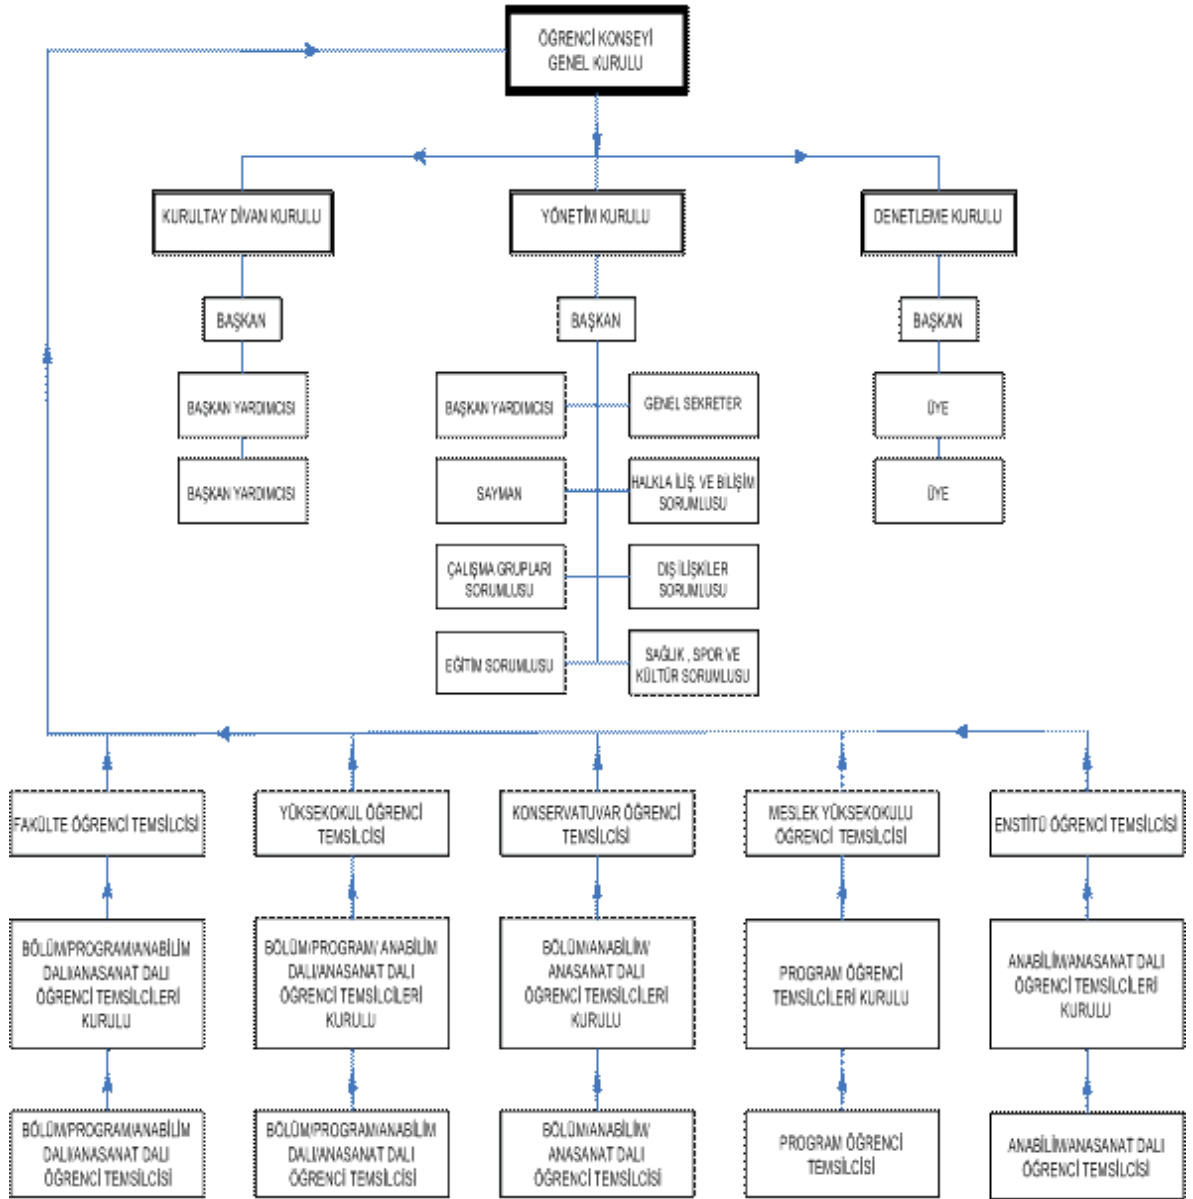 ÖĞRENCİ KONSEYİ
GENEL KURULU
KURULTAY DİVAN KURULU
YÖNETİM KURULU
DENETLEME KURULU
BAŞKAN
BAŞKAN
BAŞKAN
BAŞKAN YARDIMCISI
BAŞKAN YARDIMCISI
GENEL SEKRETER
ÜYE
BAŞKAN YARDIMCISI
SAYMAN
HALKLA İLİŞ. VE BİLİŞİM
SORUMLUSU
ÜYE
ÇALIŞMA GRUPLARI
SORUMLUSU
DIŞ İLİŞKİLER
SORUMLUSU
EĞİTİM SORUMLUSU
SAĞLIK , SPOR VE
KÜLTÜR SORUMLUSU
FAKÜLTE ÖĞRENCİ TEMSİLCİSİ
YÜKSEKOKUL ÖĞRENCİ
TEMSİLCİSİ
KONSERVATUVAR ÖĞRENCİ
TEMSİLCİSİ
MESLEK YÜKSEKOKULU
ÖĞRENCİ TEMSİLCİSİ
ENSTİTÜ ÖĞRENCİ TEMSİLCİSİ
BÖLÜM/PROGRAM/ANABİLİM
DALI/ANASANAT DALI
ÖĞRENCİ TEMSİLCİLERİ
KURULU
BÖLÜM/PROGRAM/ ANABİLİM
DALI/ANASANAT DALI
ÖĞRENCİ TEMSİLCİLERİ
KURULU
BÖLÜM/ANABİLİM/
ANASANAT DALI
ÖĞRENCİ TEMSİLCİLERİ
KURULU
PROGRAM ÖĞRENCİ
TEMSİLCİLERİ KURULU
ANABİLİM/ANASANAT DALI
ÖĞRENCİ TEMSİLCİLERİ
KURULU
BÖLÜM/PROGRAM/ANABİLİM
DALI/ANASANAT DALI
ÖĞRENCİ TEMSİLCİSİ
BÖLÜM/PROGRAM/ANABİLİM
DALI/ANASANAT DALI
ÖĞRENCİ TEMSİLCİSİ
BÖLÜM/ANABİLİM/
ANASANAT DALI
ÖĞRENCİ TEMSİLCİSİ
PROGRAM ÖĞRENCİ
TEMSİLCİSİ
ANABİLİM/ANASANAT DALI
ÖĞRENCİ TEMSİLCİSİ